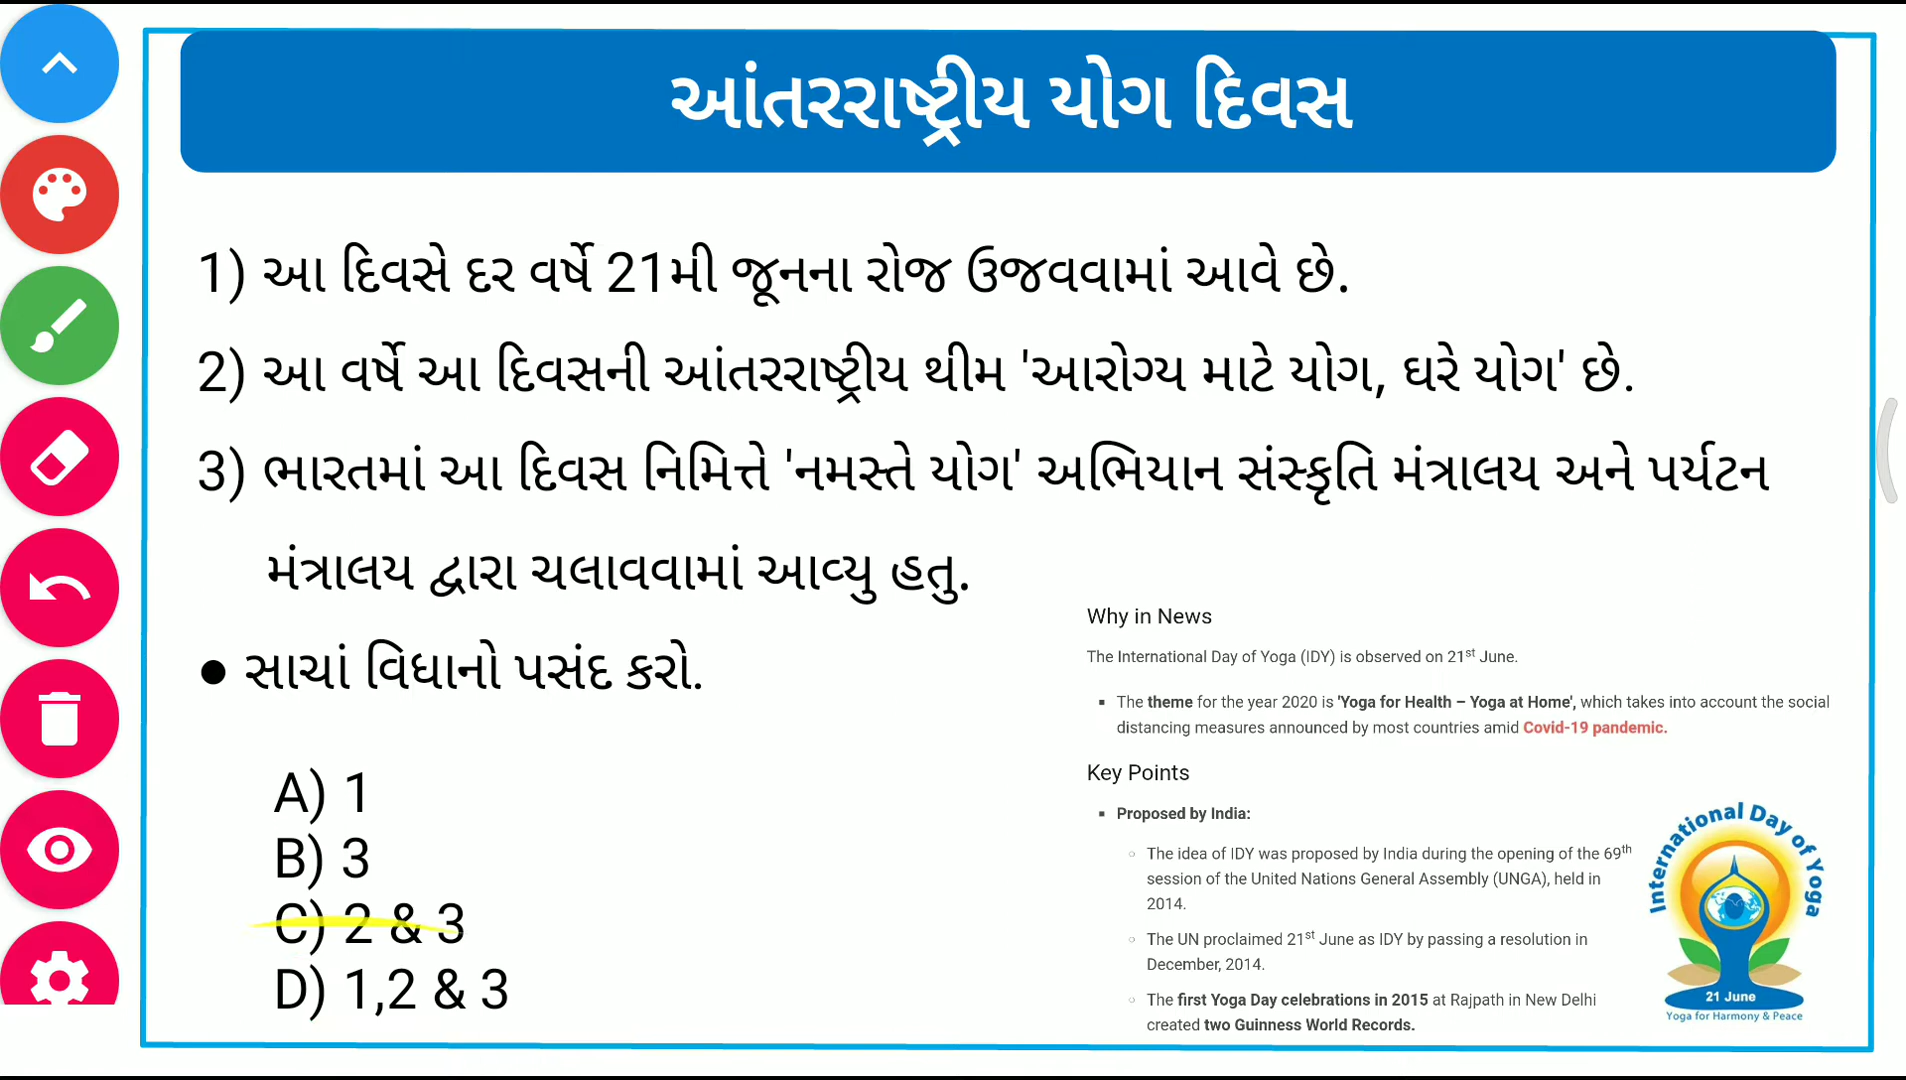 આંતરરાષ્ટ્રીય યોગ દિવસ
1) આ દિવસે દર વર્ષે 21મી જૂનના રોજ ઉજવવામાં આવે છે.
2) આ વર્ષે આ દિવસની આંતરરાષ્ટ્રીય થીમ 'આરોગ્ય માટે યોગ, ઘરે યોગ' છે.
3) ભારતમાં આ દિવસ નિમિત્તે 'નમસ્તે યોગ' અભિયાન સંસ્કૃતિ મંત્રાલય અને પર્યટન
મંત્રાલય દ્વારા ચલાવવામાં આવ્યુ હતુ.
● સાચાં વિધાનો પસંદ કરો.
A) 1
B) 3
C) 2 & 3
D) 1,2 & 3
Why in News
The International Day of Yoga (IDY) is observed on 21st June.
▪ The theme for the year 2020 is 'Yoga for Health – Yoga at Home', which takes into account the social
distancing measures announced by most countries amid Covid-19 pandemic.
Key Points
▪ Proposed by India:
○ The idea of IDY was proposed by India during the opening of the 69th
session of the United Nations General Assembly (UNGA), held in
2014.
○ The UN proclaimed 21st June as IDY by passing a resolution in
December, 2014.
○ The first Yoga Day celebrations in 2015 at Rajpath in New Delhi
created two Guinness World Records.
International Day of Yoga
21 June
Yoga for Harmony & Peace